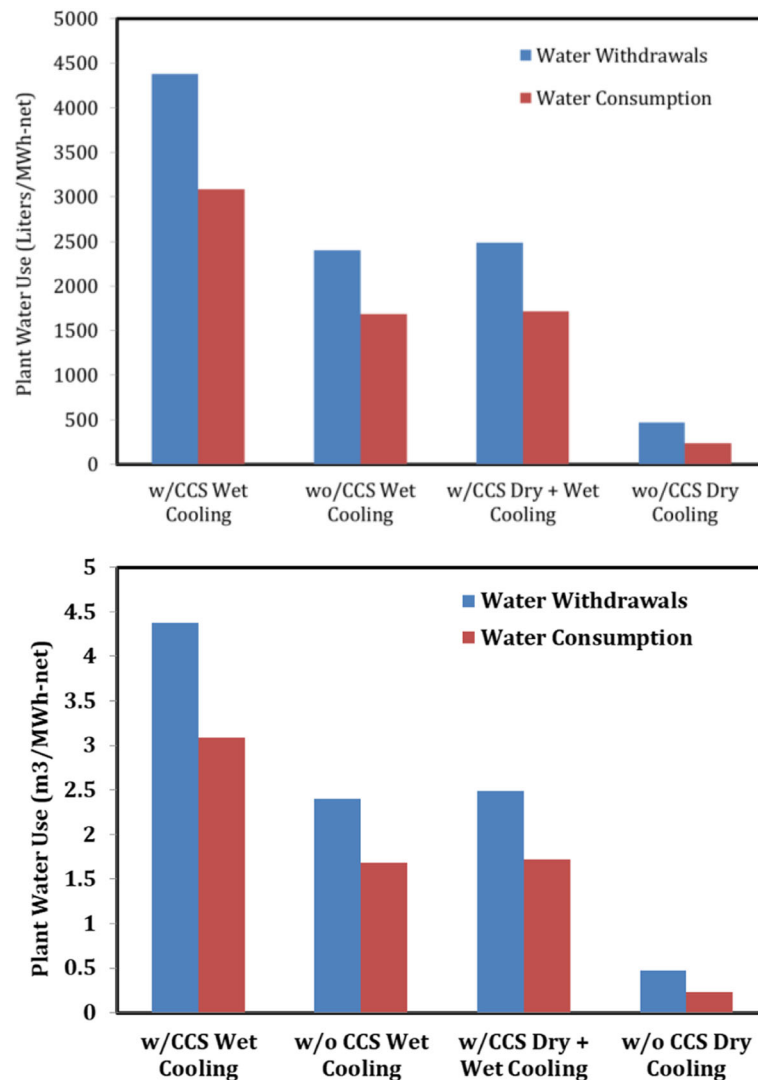 Plant Water Use (Liters/MWh-net)
5000
4500
4000
3500
3000
2500
2000
1500
1000
500
0
Water Withdrawals
Water Consumption
w/CCS Wet
Cooling
wo/CCS Wet
Cooling
w/CCS Dry + Wet
Cooling
wo/CCS Dry
Cooling
Plant Water Use (m3/MWh-net)
5
4.5
4
3.5
3
2.5
2
1.5
1
0.5
0
Water Withdrawals
Water Consumption
w/CCS Wet
Cooling
w/o CCS Wet
Cooling
w/CCS Dry +
Wet Cooling
w/o CCS Dry
Cooling